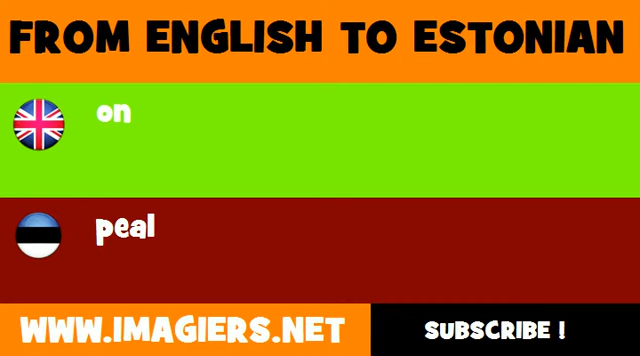 FROM ENGLISH TO ESTONIAN
on
peal
WWW.IMAGIERS.NET
SUBSCRIBE !